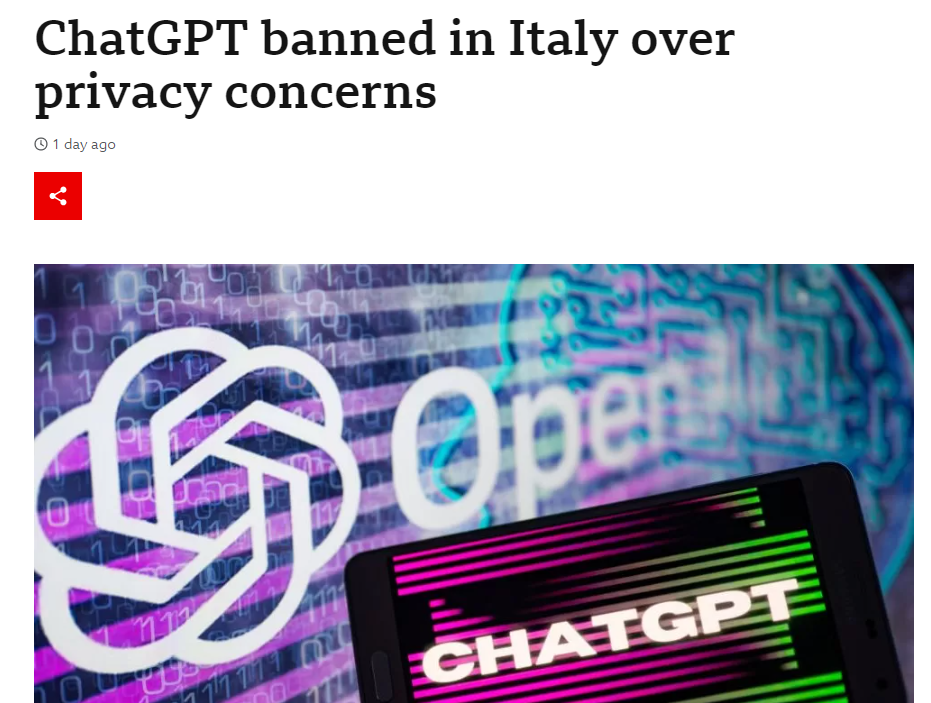 ChatGPT banned in Italy over
privacy concerns
1 day ago
Open
CHATGPT